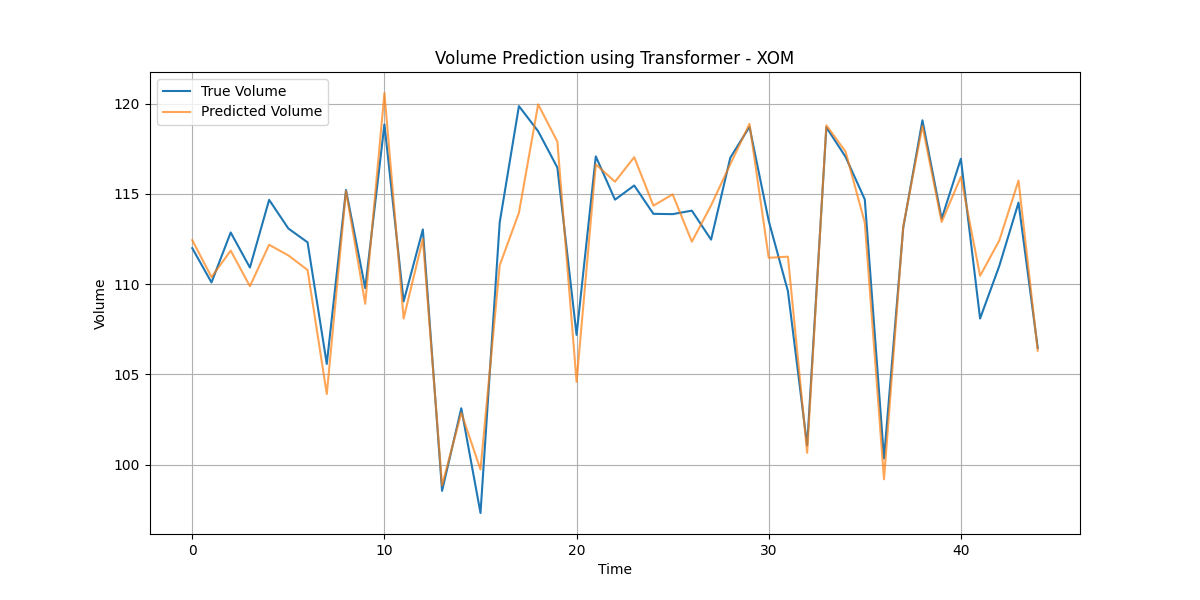 Volume Prediction using Transformer - XOM
True Volume
Predicted Volume
120
115
110
105
100
Volume
0 10 20 30 40
Time